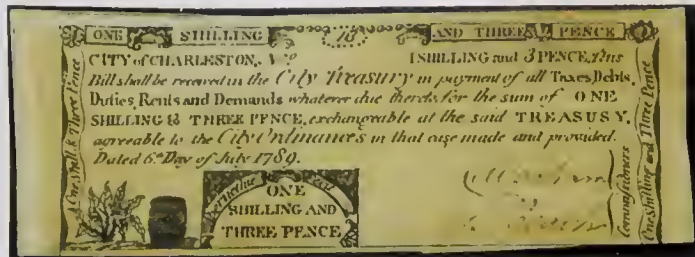 ONE SHILLING 18 AND THREE PENCE
CITY of CHARLESTON, No 1 SHILLING and 3 PENCE, This
Bill shall be received in the City Treasury in payment of all Taxes, Debts,
Duties, Rents and Demands whatever due thereto, for the sum of ONE
SHILLING & THREE PENCE, exchangeable at the said TREASUSY,
agreeable to the City Ordinances in that case made and provided.
Dated 6th Day of July 1789.
One Shill. & Three Pence
ONE
SHILLING AND
THREE PENCE
Commissioners
One Shilling and Three Pence